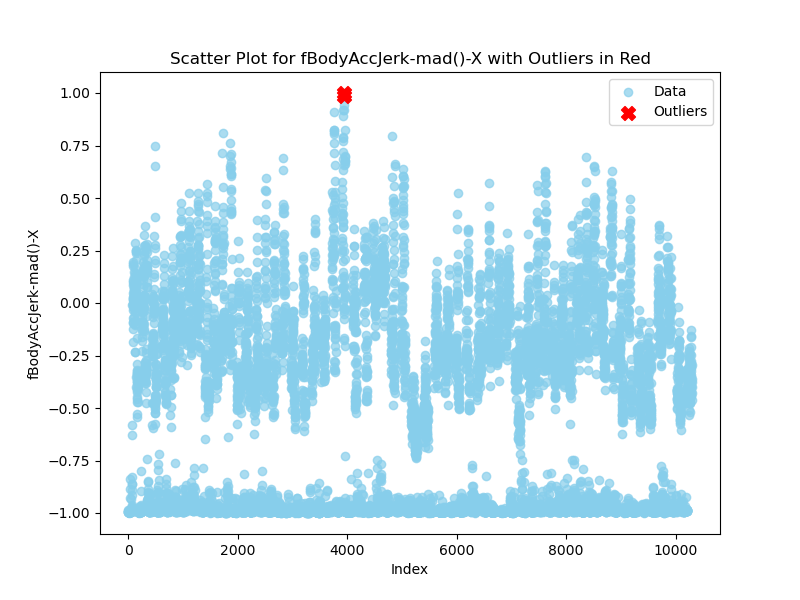 Scatter Plot for fBodyAccJerk-mad()-X with Outliers in Red
Data
Outliers
fBodyAccJerk-mad()-X
1.00
0.75
0.50
0.25
0.00
−0.25
−0.50
−0.75
−1.00
0 2000 4000 6000 8000 10000
Index